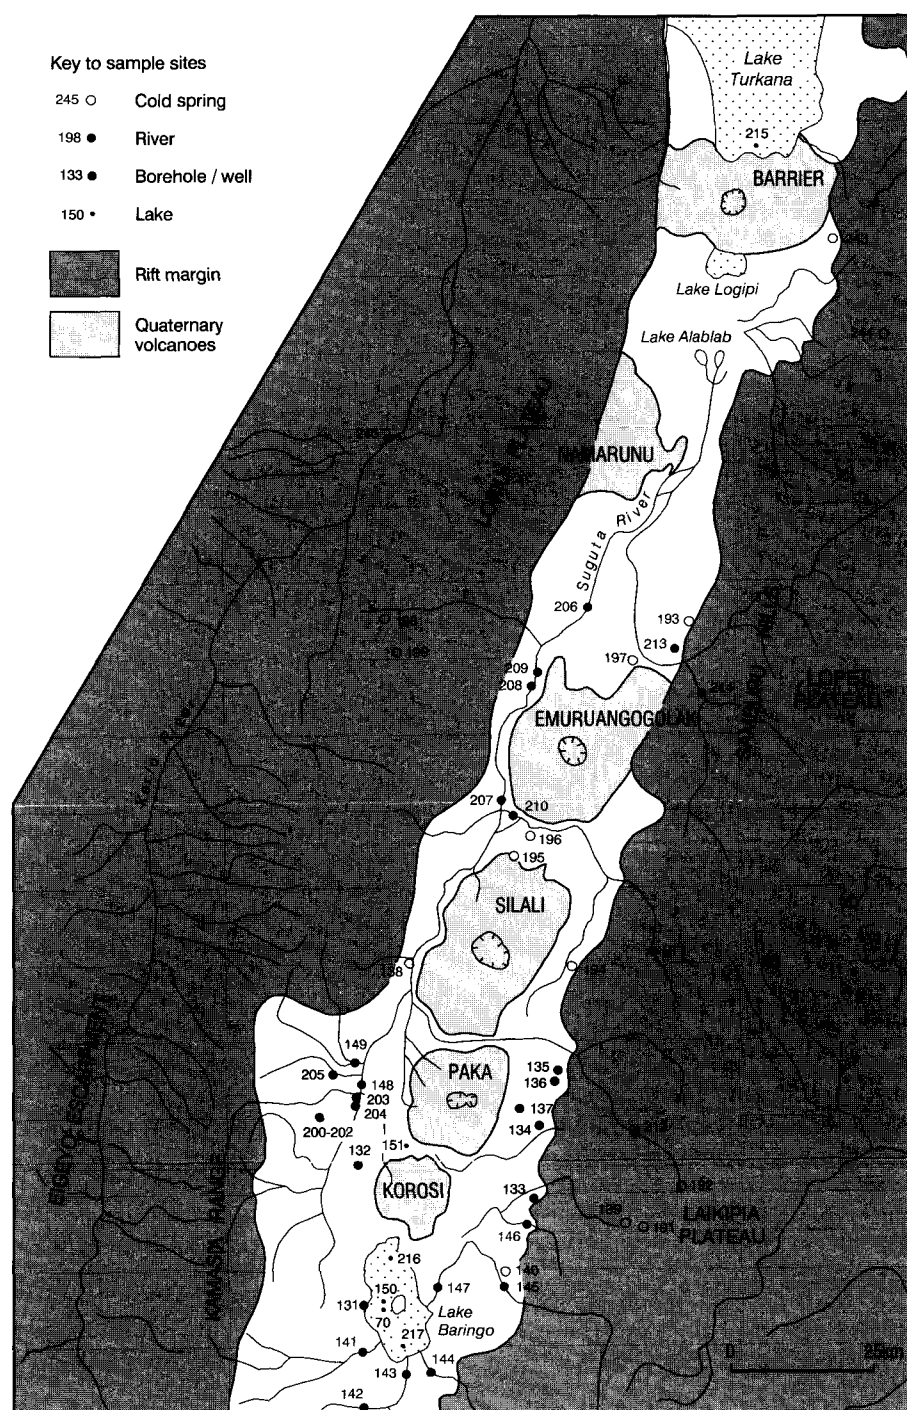 Key to sample sites
245 Cold spring
198 River
133 Borehole / well
150 Lake
Rift margin
Quaternary
volcanoes
Lake
Turkana
215
BARRIER
Lake Logipi
Lake Alablab
NAMARUNU
PLATEAU
Suguta River
206
193
213
197
209
208
EMURUANGOGOLAK
207
210
196
195
SILALI
138
149
205
148
203
204
200-202
132
151
PAKA
135
136
137
134
KOROSI
133
146
LAIKIPIA
PLATEAU
ELGEYO ESCARPMENT
KAMASIA RANGE
216
150
70
217
131
147
Lake
Baringo
141
143
144
142
0 25km